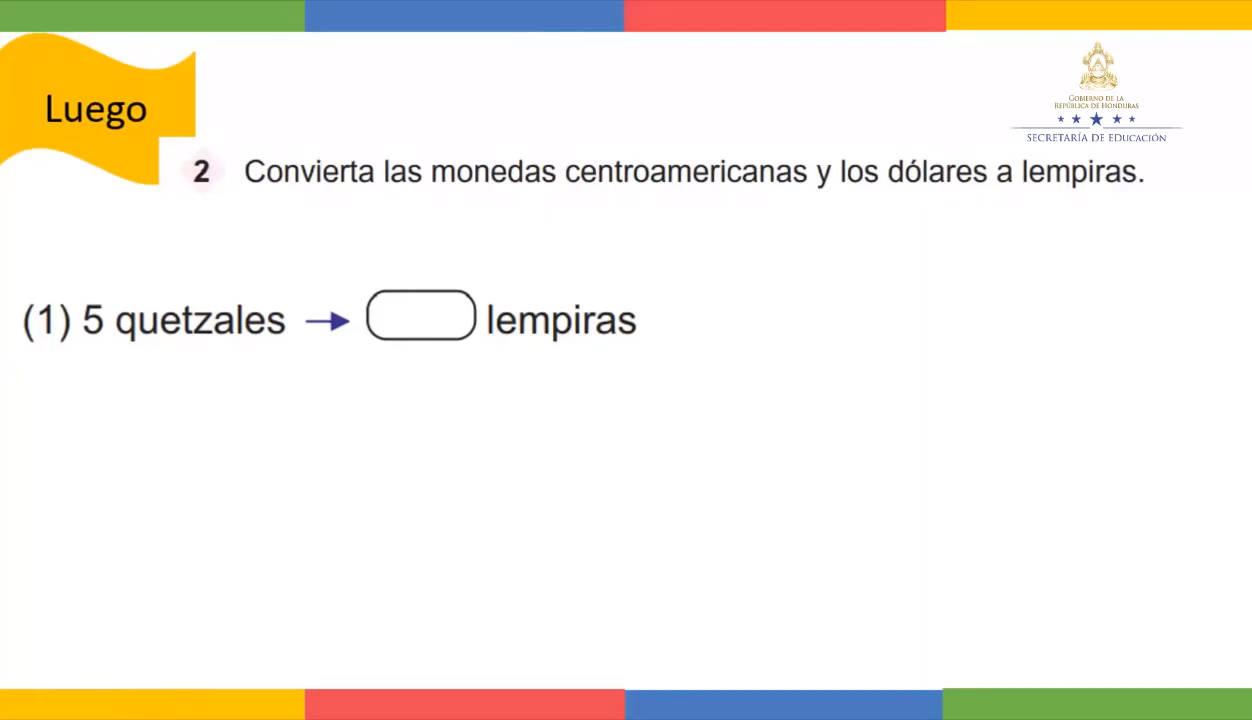 Luego
GOBIERNO DE LA
REPÚBLICA DE HONDURAS
SECRETARÍA DE EDUCACIÓN
2 Convierta las monedas centroamericanas y los dólares a lempiras.
(1) 5 quetzales → lempiras